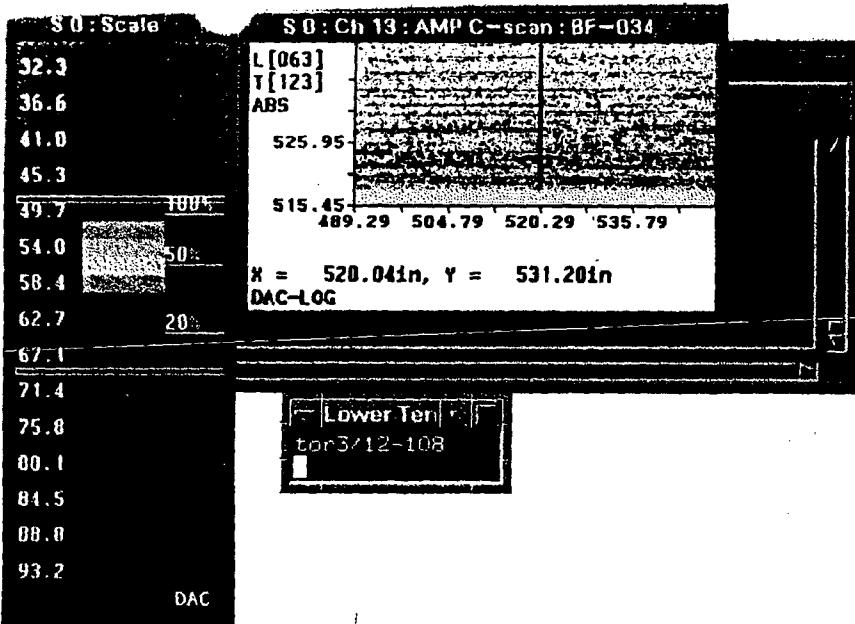 S 0 : Scale
32.3
36.6
41.0
45.3
49.7
100%
54.0
50%
58.4
62.7
20%
67.1
71.4
75.8
80.1
84.5
88.8
93.2
DAC
S 0 : Ch 13 : AMP C-scan : BF-034
L[063]
T[123]
ABS
525.95
515.45
489.29 504.79 520.29 535.79
X = 520.04in, Y = 531.20in
DAC-LOG
Lower Ten
tor3/12-108